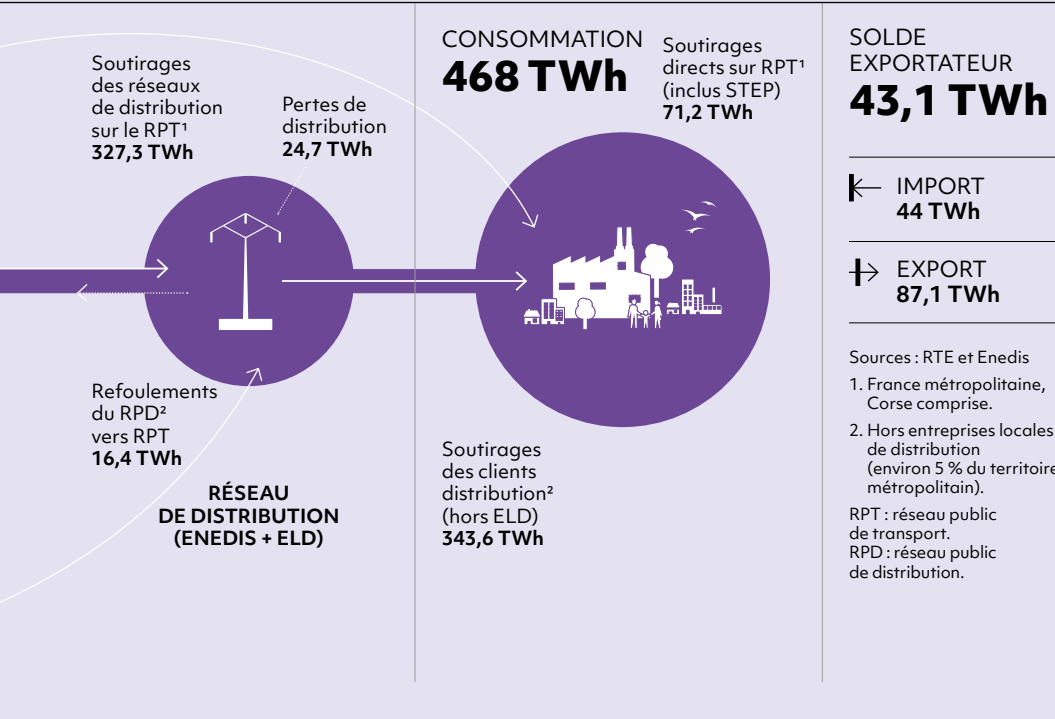 Soutirages
des réseaux
de distribution
sur le RPT¹
327,3 TWh
Pertes de
distribution
24,7 TWh
Refoulements
du RPD²
vers RPT
16,4 TWh
RÉSEAU
DE DISTRIBUTION
(ENEDIS + ELD)
CONSOMMATION
468 TWh
Soutirages
directs sur RPT¹
(inclus STEP)
71,2 TWh
Soutirages
des clients
distribution²
(hors ELD)
343,6 TWh
SOLDE
EXPORTATEUR
43,1 TWh
IMPORT
44 TWh
EXPORT
87,1 TWh
Sources : RTE et Enedis
1. France métropolitaine,
Corse comprise.
2. Hors entreprises locales
de distribution
(environ 5 % du territoire
métropolitain).
RPT : réseau public
de transport.
RPD : réseau public
de distribution.